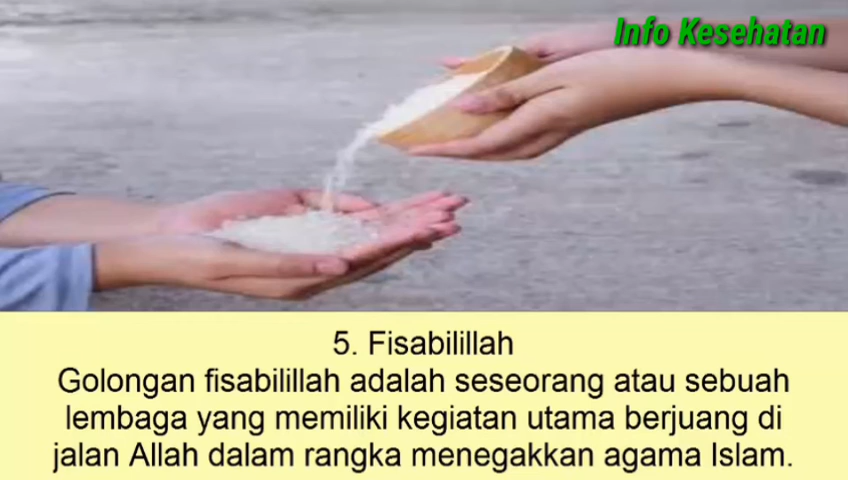 Info Kesehatan
5. Fisabilillah
Golongan fisabilillah adalah seseorang atau sebuah
lembaga yang memiliki kegiatan utama berjuang di
jalan Allah dalam rangka menegakkan agama Islam.